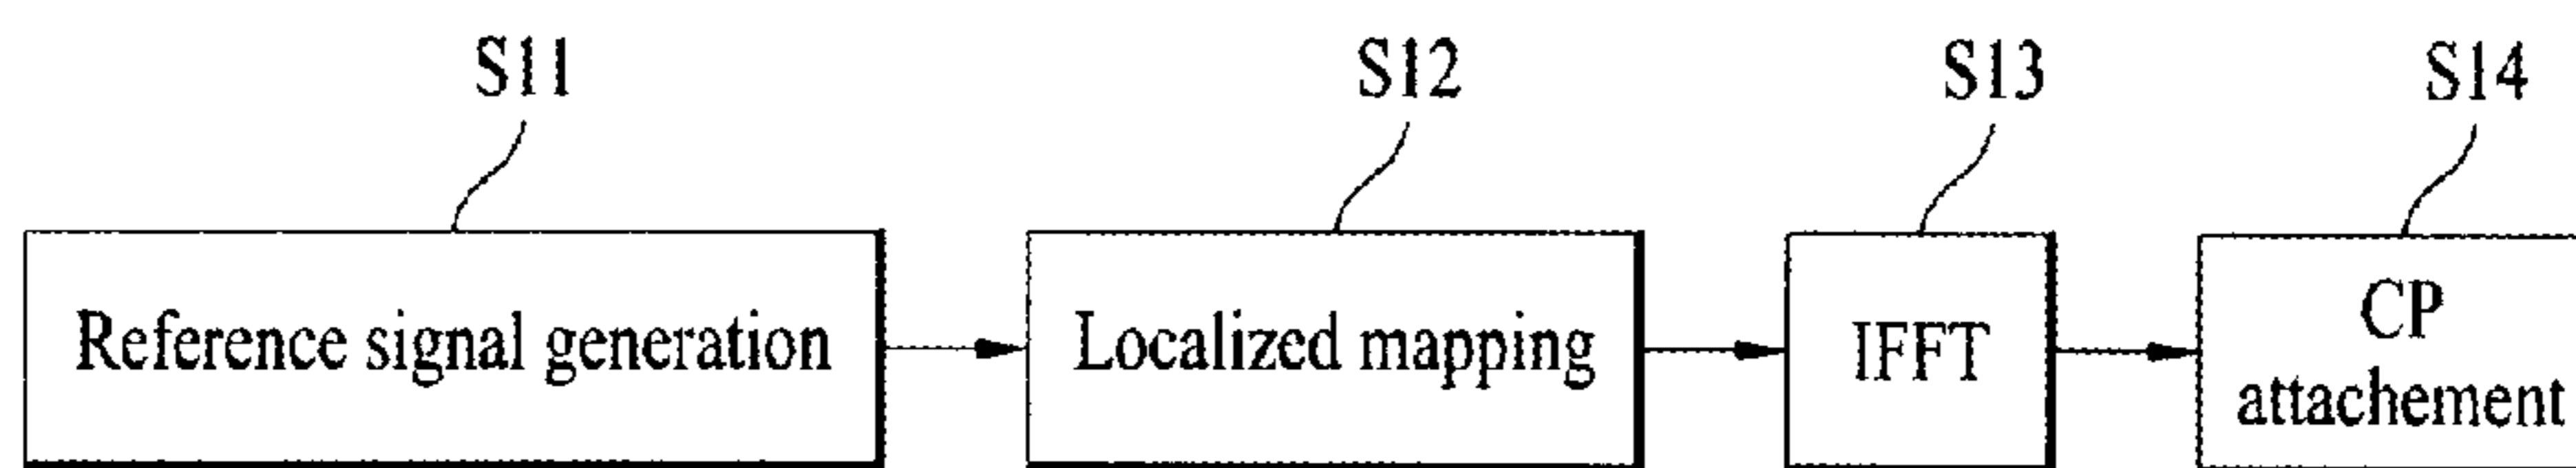 S11 S12 S13 S14
Reference signal generation
Localized mapping
IFFT
CP
attachement